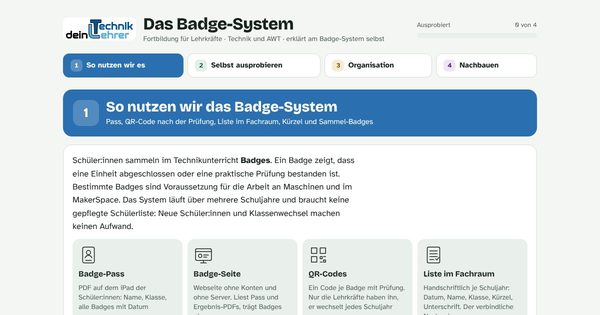 Technik
deinLehrer
Das Badge-System
Fortbildung für Lehrkräfte · Technik und AWT · erklärt am Badge-System selbst
Ausprobiert 0 von 4
1 So nutzen wir es
2 Selbst ausprobieren
3 Organisation
4 Nachbauen
1 So nutzen wir das Badge-System
Pass, QR-Code nach der Prüfung, Liste im Fachraum, Kürzel und Sammel-Badges
Schüler:innen sammeln im Technikunterricht Badges. Ein Badge zeigt, dass
eine Einheit abgeschlossen oder eine praktische Prüfung bestanden ist.
Bestimmte Badges sind Voraussetzung für die Arbeit an Maschinen und im
MakerSpace. Das System läuft über mehrere Schuljahre und braucht keine
gepflegte Schülerliste: Neue Schüler:innen und Klassenwechsel machen
keinen Aufwand.
Badge-Pass
PDF auf dem iPad der
Schüler:innen: Name, Klasse,
alle Badges mit Datum
Badge-Seite
Webseite ohne Konten und
ohne Server. Liest Pass und
Ergebnis-PDFs, trägt Badges
QR-Codes
Ein Code je Badge mit Prüfung.
Nur die Lehrkräfte haben ihn,
er wechselt jedes Schuljahr
Liste im Fachraum
Handschriftlich je Schuljahr:
Datum, Name, Klasse, Kürzel,
Unterschrift. Der verbindliche